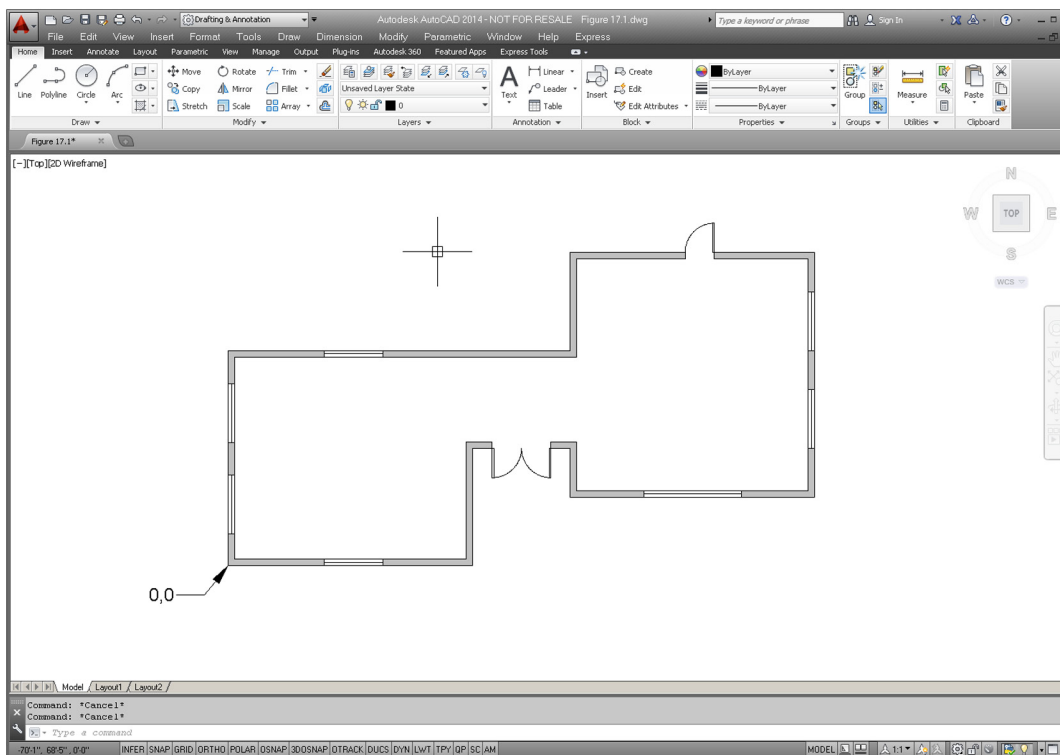 Drafting & Annotation Autodesk AutoCAD 2014 - NOT FOR RESALE Figure 17.1.dwg Type a keyword or phrase Sign In
File Edit View Insert Format Tools Draw Dimension Modify Parametric Window Help Express
Home Insert Annotate Layout Parametric View Manage Output Plug-ins Autodesk 360 Featured Apps Express Tools
Move Rotate Trim Linear Create ByLayer
Line Polyline Circle Arc Copy Mirror Fillet Unsaved Layer State Text Leader Insert Edit ByLayer Group Measure Paste
Stretch Scale Array 0 Table Edit Attributes ByLayer
Draw Modify Layers Annotation Block Properties Groups Utilities Clipboard
Figure 17.1*
[-][Top][2D Wireframe]
N
W TOP E
S
WCS
0,0
Model Layout1 Layout2
Command: *Cancel*
Command: *Cancel*
Type a command
-70'1", 68'5", 0'0" INFER SNAP GRID ORTHO POLAR OSNAP 3DOSNAP OTRACK DUCS DYN LWT TPY QP SC AM MODEL 1:1